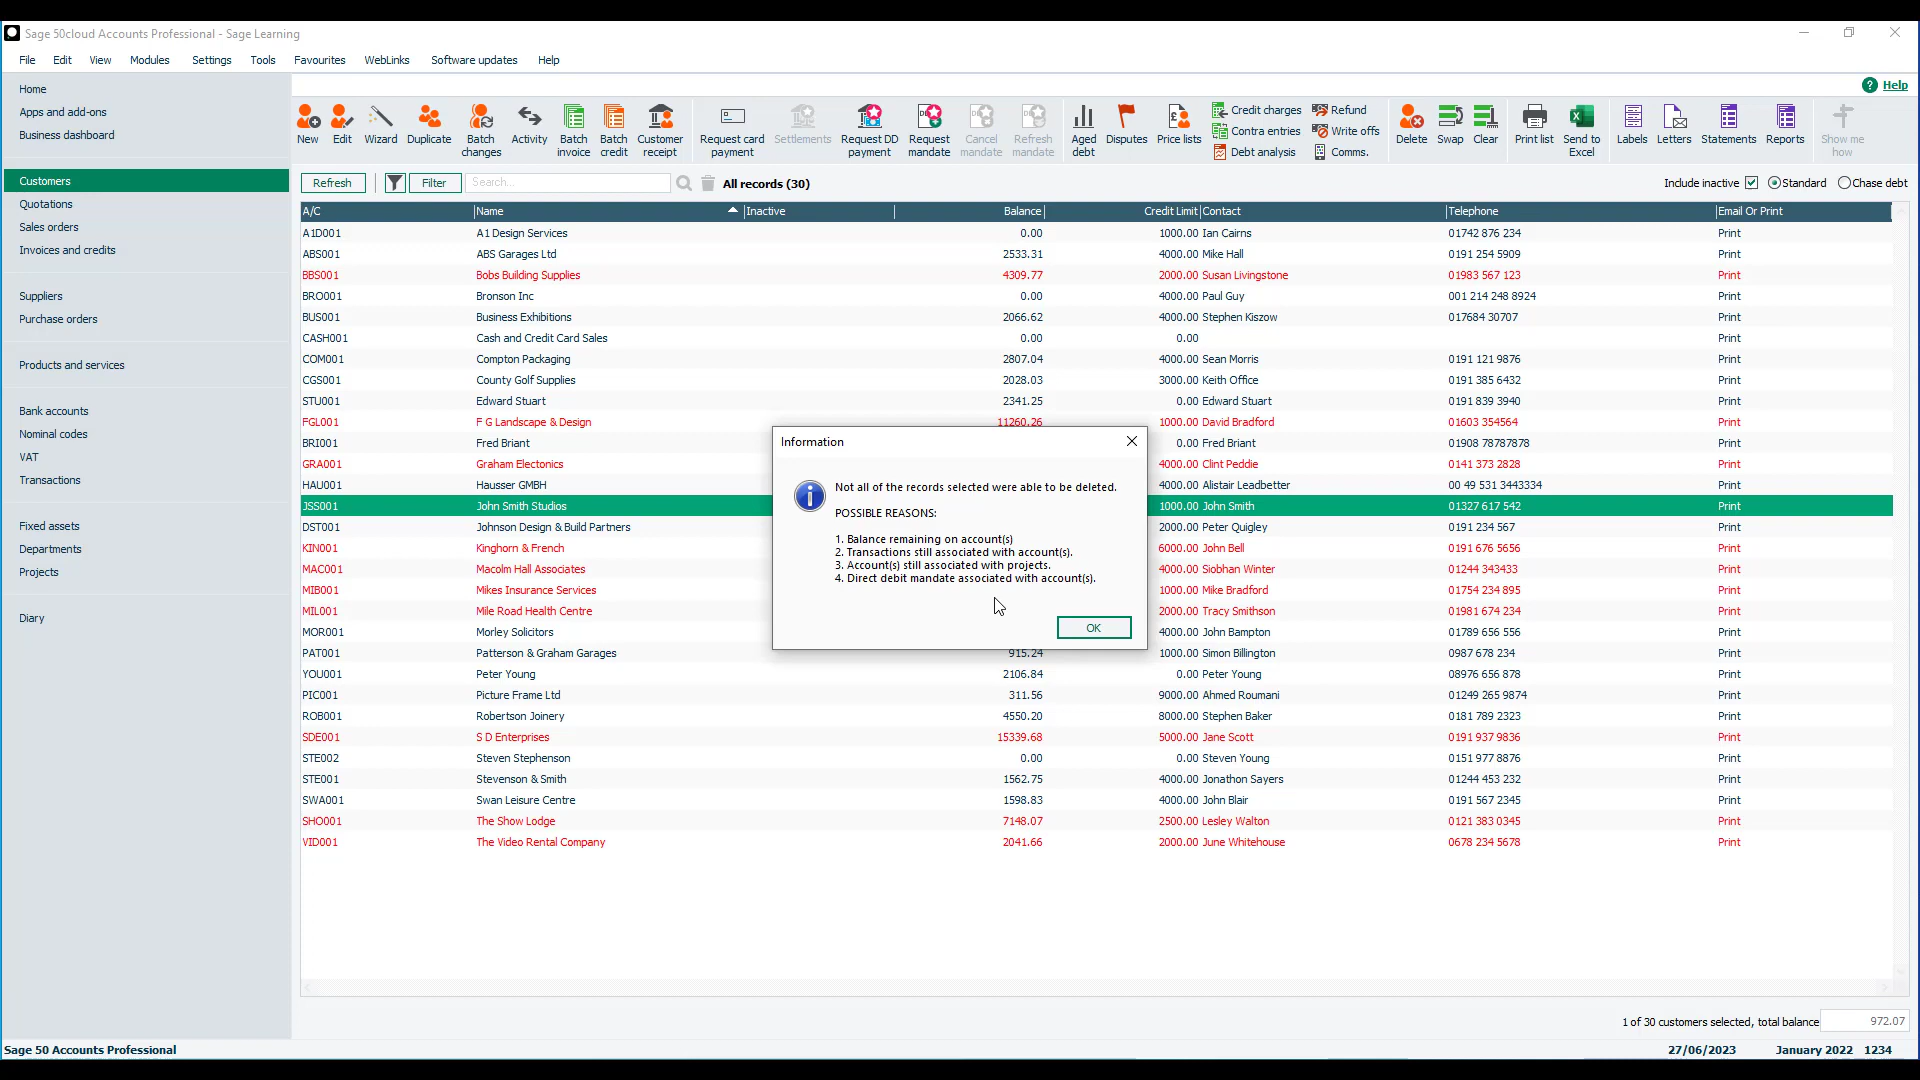 Sage 50cloud Accounts Professional - Sage Learning
File Edit View Modules Settings Tools Favourites WebLinks Software updates Help
Home
Apps and add-ons
Business dashboard
Customers
Quotations
Sales orders
Invoices and credits
Suppliers
Purchase orders
Products and services
Bank accounts
Nominal codes
VAT
Transactions
Fixed assets
Departments
Projects
Diary
Help
New
Edit
Wizard
Duplicate
Batch changes
Activity
Batch invoice
Batch credit
Customer receipt
Request card payment
Settlements
Request DD payment
Request mandate
Cancel mandate
Refresh mandate
Aged debt
Disputes
Price lists
Credit charges
Contra entries
Debt analysis
Refund
Write offs
Comms.
Delete
Swap
Clear
Print list
Send to Excel
Labels
Letters
Statements
Reports
Show me how
Refresh Filter Search... All records (30) Include inactive Standard Chase debt
A/C Name Inactive Balance Credit Limit Contact Telephone Email Or Print
A1D001 A1 Design Services 0.00 1000.00 Ian Cairns 01742 876 234 Print
ABS001 ABS Garages Ltd 2533.31 4000.00 Mike Hall 0191 254 5909 Print
BBS001 Bobs Building Supplies 4309.77 2000.00 Susan Livingstone 01983 567 123 Print
BRO001 Bronson Inc 0.00 4000.00 Paul Guy 001 214 248 8924 Print
BUS001 Business Exhibitions 2066.62 4000.00 Stephen Kiszow 017684 30707 Print
CASH001 Cash and Credit Card Sales 0.00 0.00 Print
COM001 Compton Packaging 2807.04 4000.00 Sean Morris 0191 121 9876 Print
CGS001 County Golf Supplies 2028.03 3000.00 Keith Office 0191 385 6432 Print
STU001 Edward Stuart 2341.25 0.00 Edward Stuart 0191 839 3940 Print
FGL001 F G Landscape & Design 11260.26 1000.00 David Bradford 01603 354564 Print
BRI001 Fred Briant 0.00 Fred Briant 01908 78787878 Print
GRA001 Graham Electonics 4000.00 Clint Peddie 0141 373 2828 Print
HAU001 Hausser GMBH 4000.00 Alistair Leadbetter 00 49 531 3443334 Print
JSS001 John Smith Studios 1000.00 John Smith 01327 617 542 Print
DST001 Johnson Design & Build Partners 2000.00 Peter Quigley 0191 234 567 Print
KIN001 Kinghorn & French 6000.00 John Bell 0191 676 5656 Print
MAC001 Macolm Hall Associates 4000.00 Siobhan Winter 01244 343433 Print
MIB001 Mikes Insurance Services 1000.00 Mike Bradford 01754 234 895 Print
MIL001 Mile Road Health Centre 2000.00 Tracy Smithson 01981 674 234 Print
MOR001 Morley Solicitors 4000.00 John Bampton 01789 656 556 Print
PAT001 Patterson & Graham Garages 915.24 1000.00 Simon Billington 0987 678 234 Print
YOU001 Peter Young 2106.84 0.00 Peter Young 08976 656 878 Print
PIC001 Picture Frame Ltd 311.56 9000.00 Ahmed Roumani 01249 265 9874 Print
ROB001 Robertson Joinery 4550.20 8000.00 Stephen Baker 0181 789 2323 Print
SDE001 S D Enterprises 15339.68 5000.00 Jane Scott 0191 937 9836 Print
STE002 Steven Stephenson 0.00 0.00 Steven Young 0151 977 8876 Print
STE001 Stevenson & Smith 1562.75 4000.00 Jonathon Sayers 01244 453 232 Print
SWA001 Swan Leisure Centre 1598.83 4000.00 John Blair 0191 567 2345 Print
SHO001 The Show Lodge 7148.07 2500.00 Lesley Walton 0121 383 0345 Print
VID001 The Video Rental Company 2041.66 2000.00 June Whitehouse 0678 234 5678 Print
Information
Not all of the records selected were able to be deleted.
POSSIBLE REASONS:
1. Balance remaining on account(s)
2. Transactions still associated with account(s).
3. Account(s) still associated with projects.
4. Direct debit mandate associated with account(s).
OK
1 of 30 customers selected, total balance 972.07
Sage 50 Accounts Professional 27/06/2023 January 2022 1234